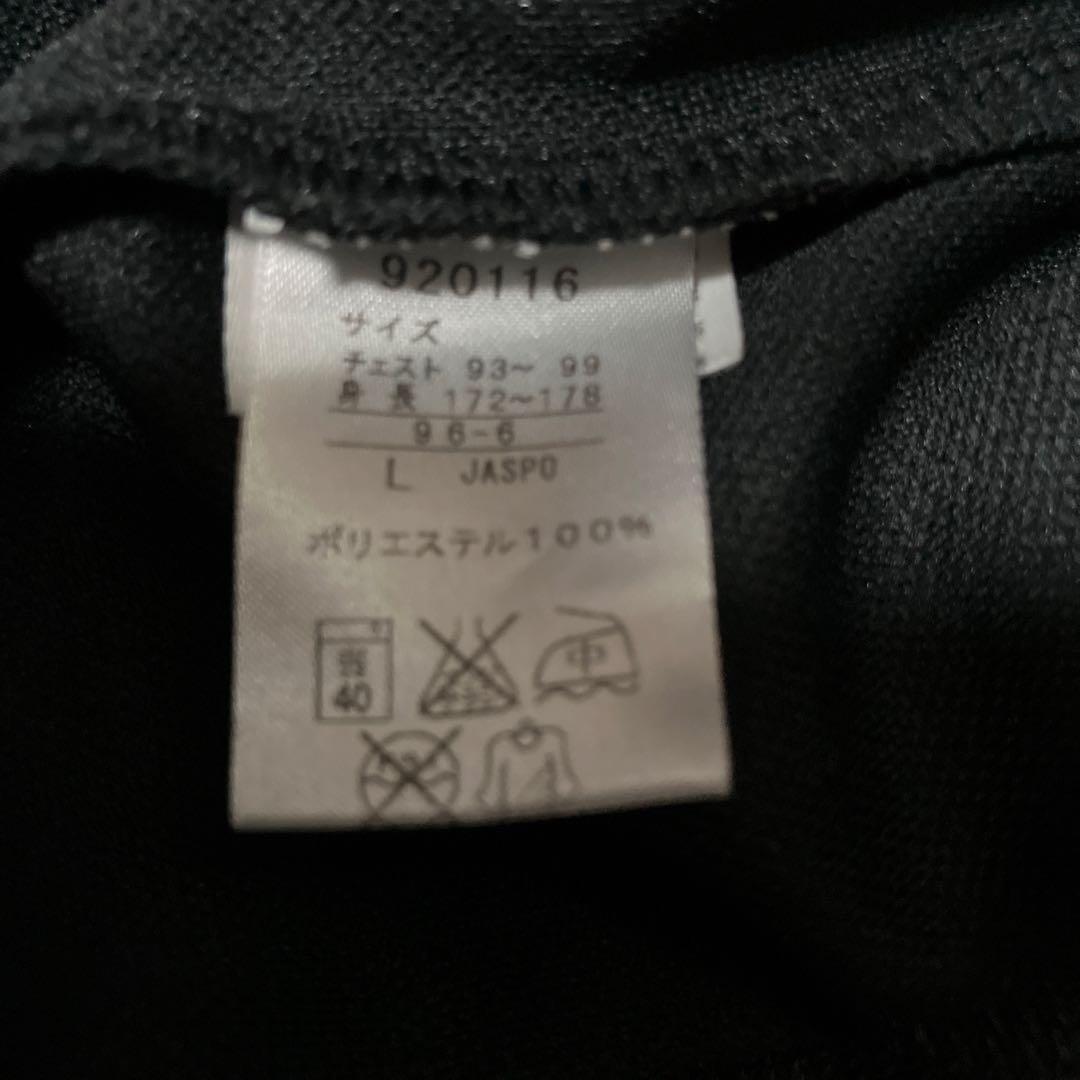 920116
サイズ
チェスト 93~ 99
身長 172~178
96-6
L JASPO
ポリエステル100%
40
中